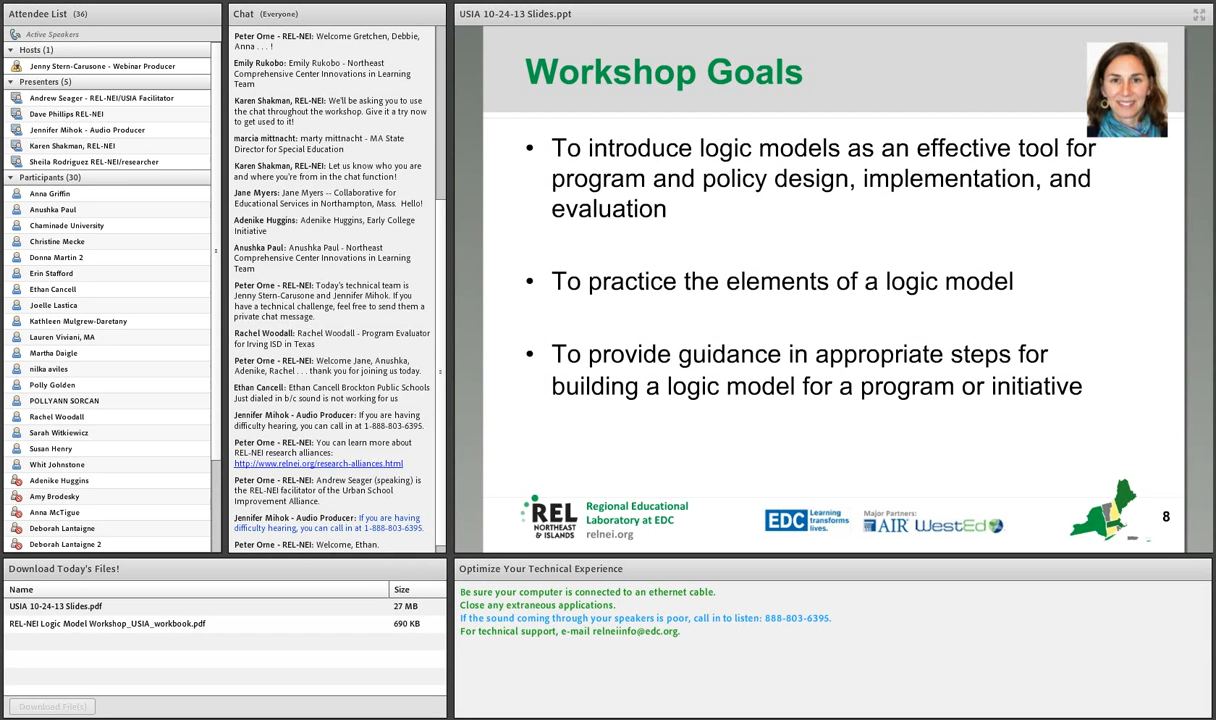 Attendee List (36)
Active Speakers
Hosts (1)
Jenny Stern-Carusone - Webinar Producer
Presenters (5)
Andrew Seager - REL-NEI/USIA Facilitator
Dave Phillips REL-NEI
Jennifer Mihok - Audio Producer
Karen Shakman, REL-NEI
Sheila Rodriguez REL-NEI/researcher
Participants (30)
Anna Griffin
Anushka Paul
Chaminade University
Christine Mecke
Donna Martin 2
Erin Stafford
Ethan Cancell
Joelle Lastica
Kathleen Mulgrew-Daretany
Lauren Viviani, MA
Martha Daigle
nilka aviles
Polly Golden
POLLYANN SORCAN
Rachel Woodall
Sarah Witkiewicz
Susan Henry
Whit Johnstone
Adenike Huggins
Amy Brodesky
Anna McTigue
Deborah Lantaigne
Deborah Lantaigne 2
Chat (Everyone)
Peter Orne - REL-NEI: Welcome Gretchen, Debbie,
Anna . . . !
Emily Rukobo: Emily Rukobo - Northeast
Comprehensive Center Innovations in Learning
Team
Karen Shakman, REL-NEI: We'll be asking you to use
the chat throughout the workshop. Give it a try now
to get used to it!
marcia mittnacht: marty mittnacht - MA State
Director for Special Education
Karen Shakman, REL-NEI: Let us know who you are
and where you're from in the chat function!
Jane Myers: Jane Myers -- Collaborative for
Educational Services in Northampton, Mass. Hello!
Adenike Huggins: Adenike Huggins, Early College
Initiative
Anushka Paul: Anushka Paul - Northeast
Comprehensive Center Innovations in Learning
Team
Peter Orne - REL-NEI: Today's technical team is
Jenny Stern-Carusone and Jennifer Mihok. If you
have a technical challenge, feel free to send them a
private chat message.
Rachel Woodall: Rachel Woodall - Program Evaluator
for Irving ISD in Texas
Peter Orne - REL-NEI: Welcome Jane, Anushka,
Adenike, Rachel . . . thank you for joining us today.
Ethan Cancell: Ethan Cancell Brockton Public Schools
Just dialed in b/c sound is not working for us
Jennifer Mihok - Audio Producer: If you are having
difficulty hearing, you can call in at 1-888-803-6395.
Peter Orne - REL-NEI: You can learn more about
REL-NEI research alliances:
http://www.relnei.org/research-alliances.html
Peter Orne - REL-NEI: Andrew Seager (speaking) is
the REL-NEI facilitator of the Urban School
Improvement Alliance.
Jennifer Mihok - Audio Producer: If you are having
difficulty hearing, you can call in at 1-888-803-6395.
Peter Orne - REL-NEI: Welcome, Ethan.
USIA 10-24-13 Slides.ppt
Workshop Goals
• To introduce logic models as an effective tool for
program and policy design, implementation, and
evaluation
• To practice the elements of a logic model
• To provide guidance in appropriate steps for
building a logic model for a program or initiative
REL
NORTHEAST
& ISLANDS
Regional Educational
Laboratory at EDC
relnei.org
EDC Learning
transforms
lives.
Major Partners:
AIR WestEd
8
Download Today's Files!
Name Size
USIA 10-24-13 Slides.pdf 27 MB
REL-NEI Logic Model Workshop_USIA_workbook.pdf 690 KB
Download File(s)
Optimize Your Technical Experience
Be sure your computer is connected to an ethernet cable.
Close any extraneous applications.
If the sound coming through your speakers is poor, call in to listen: 888-803-6395.
For technical support, e-mail relneiinfo@edc.org.